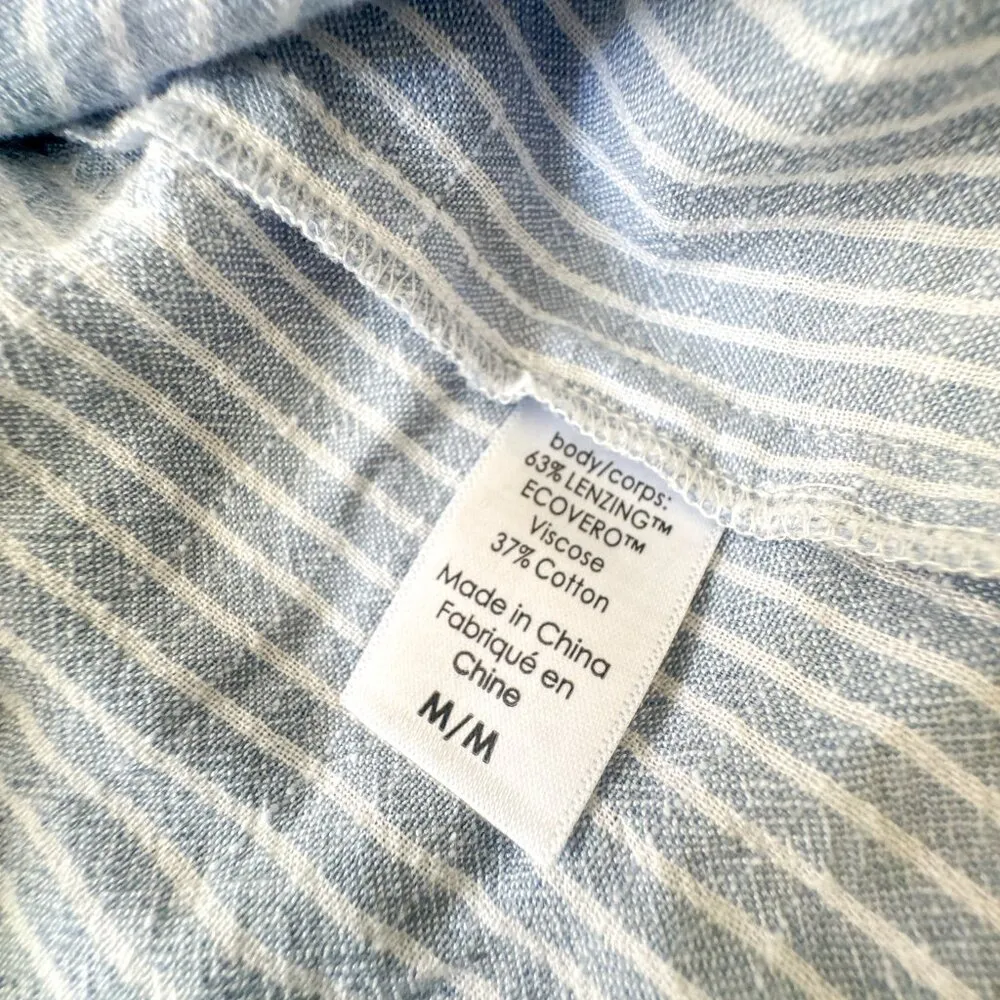 body/corps:
63% LENZING™
ECOVERO™
Viscose
37% Cotton
Made in China
Fabriqué en
Chine
M/M